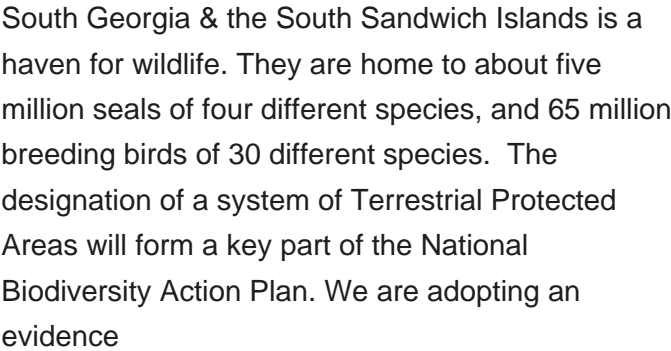 South Georgia & the South Sandwich Islands is a
haven for wildlife. They are home to about five
million seals of four different species, and 65 million
breeding birds of 30 different species.  The
designation of a system of Terrestrial Protected
Areas will form a key part of the National
Biodiversity Action Plan. We are adopting an
evidence